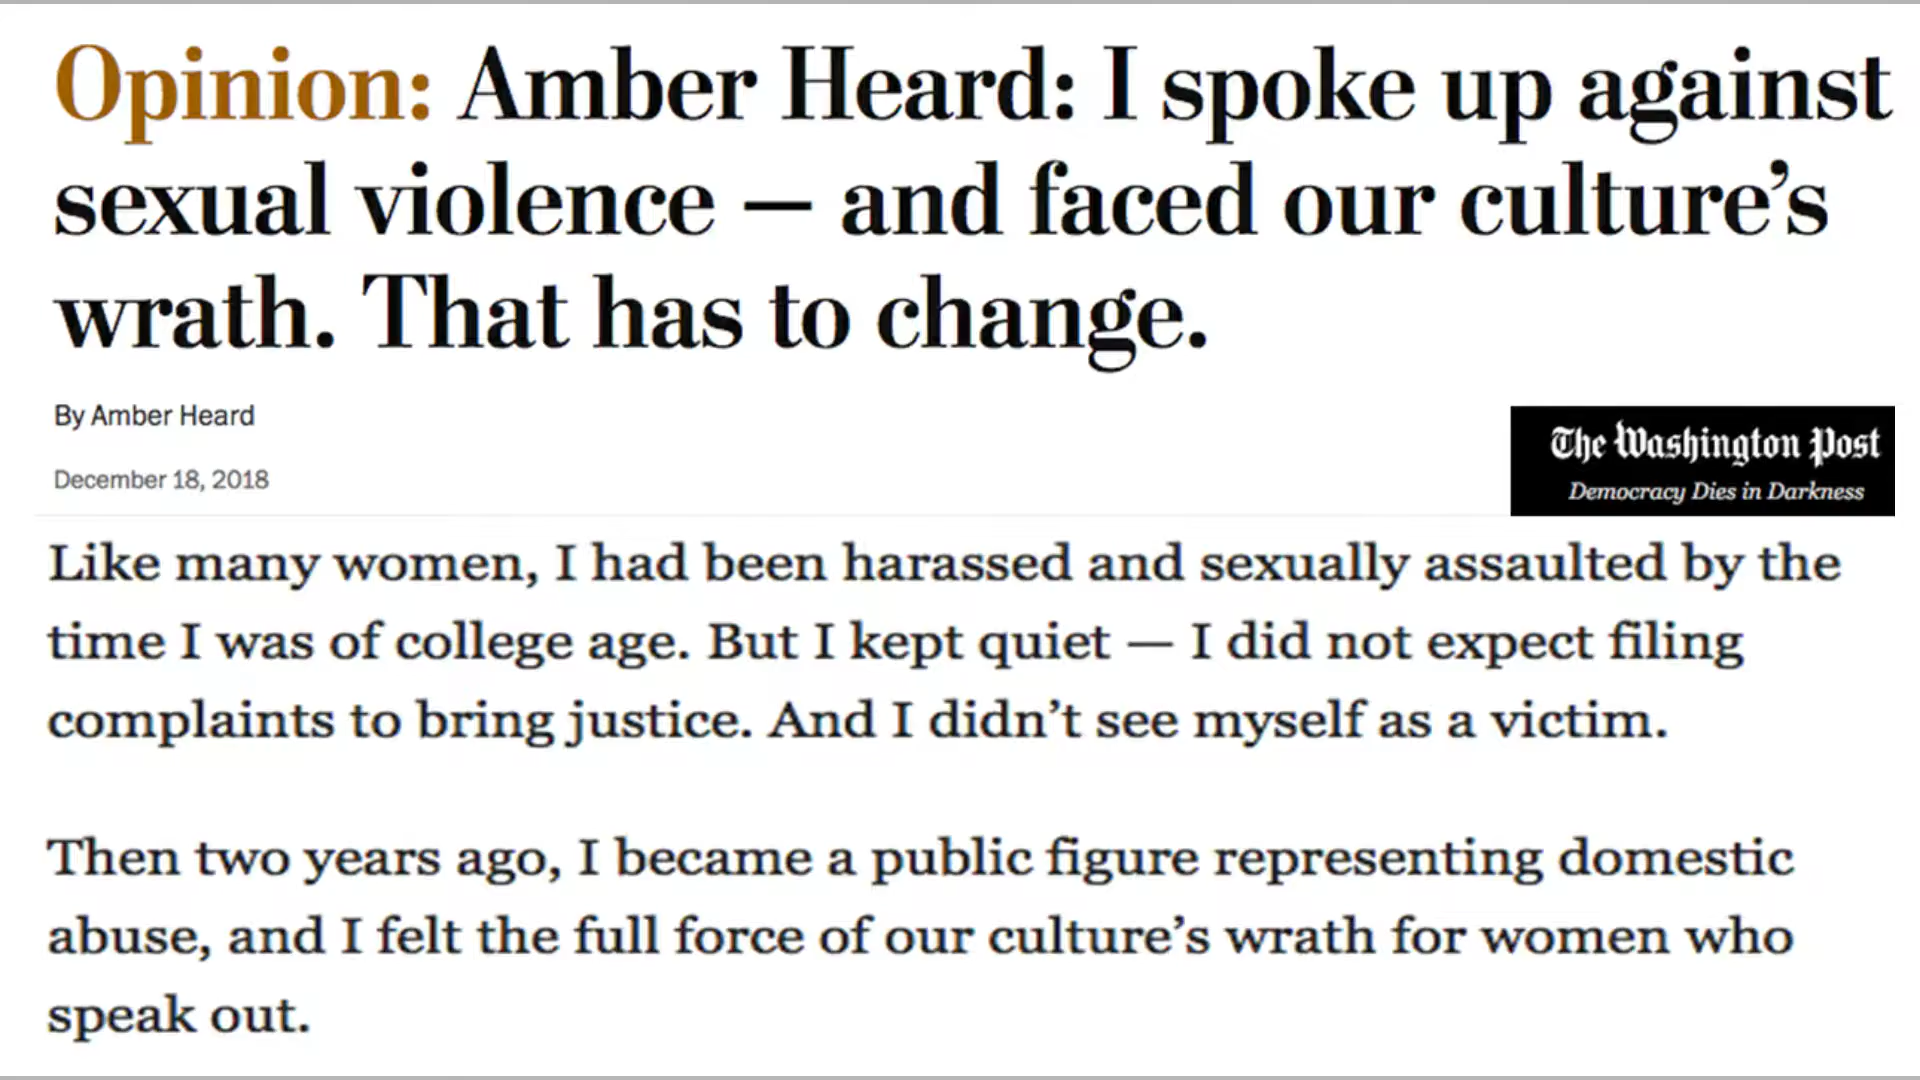 Opinion: Amber Heard: I spoke up against
sexual violence — and faced our culture’s
wrath. That has to change.
By Amber Heard
December 18, 2018
The Washington Post
Democracy Dies in Darkness
Like many women, I had been harassed and sexually assaulted by the
time I was of college age. But I kept quiet — I did not expect filing
complaints to bring justice. And I didn’t see myself as a victim.
Then two years ago, I became a public figure representing domestic
abuse, and I felt the full force of our culture’s wrath for women who
speak out.